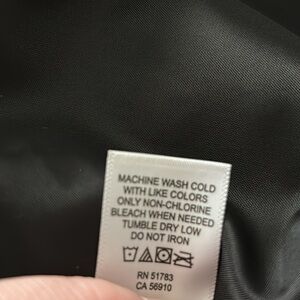 MACHINE WASH COLD
WITH LIKE COLORS
ONLY NON-CHLORINE
BLEACH WHEN NEEDED
TUMBLE DRY LOW
DO NOT IRON
RN 51783
CA 56910